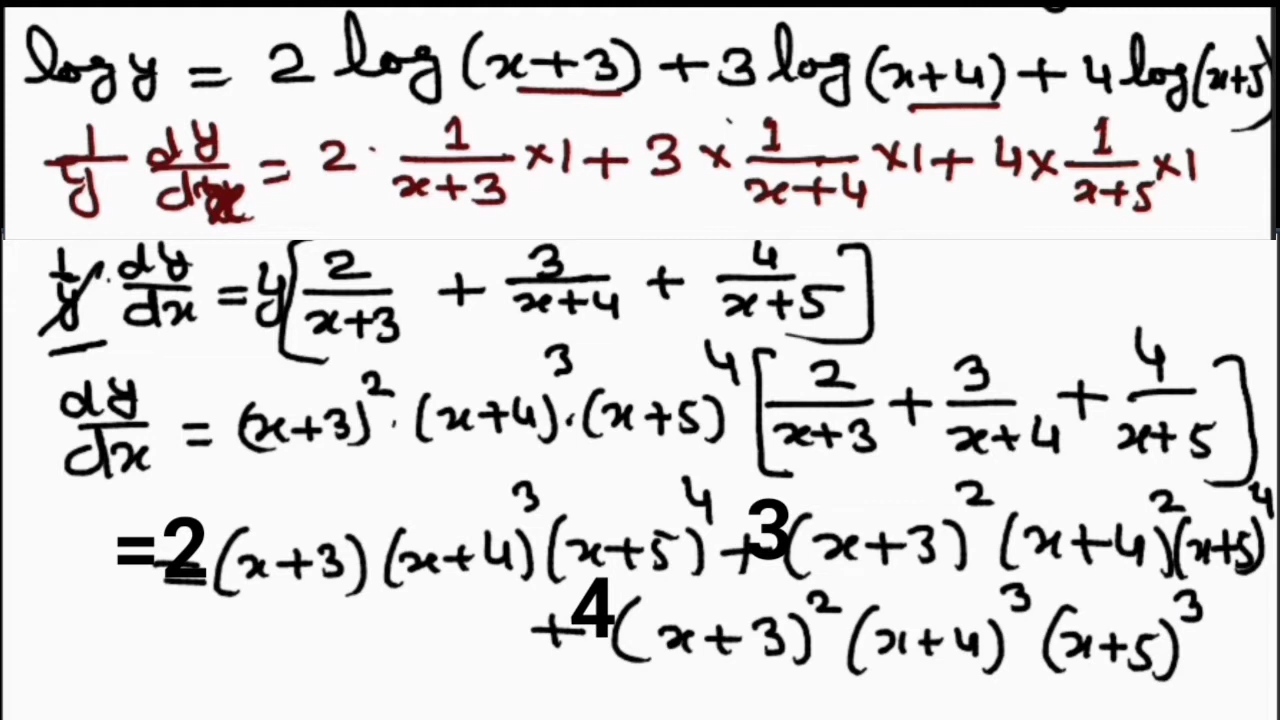 log y = 2 log (x+3) + 3 log (x+4) + 4 log (x+5)
1/y dy/dx = 2 · 1/(x+3) ×1 + 3 × 1/(x+4) ×1 + 4 × 1/(x+5) ×1
1/y · dy/dx = y [2/(x+3) + 3/(x+4) + 4/(x+5)]
dy/dx = (x+3)² · (x+4)³ · (x+5)⁴ [2/(x+3) + 3/(x+4) + 4/(x+5)]
= 2 (x+3) (x+4)³ (x+5)⁴ + 3 (x+3)² (x+4)² (x+5)⁴
+ 4 (x+3)² (x+4)³ (x+5)³